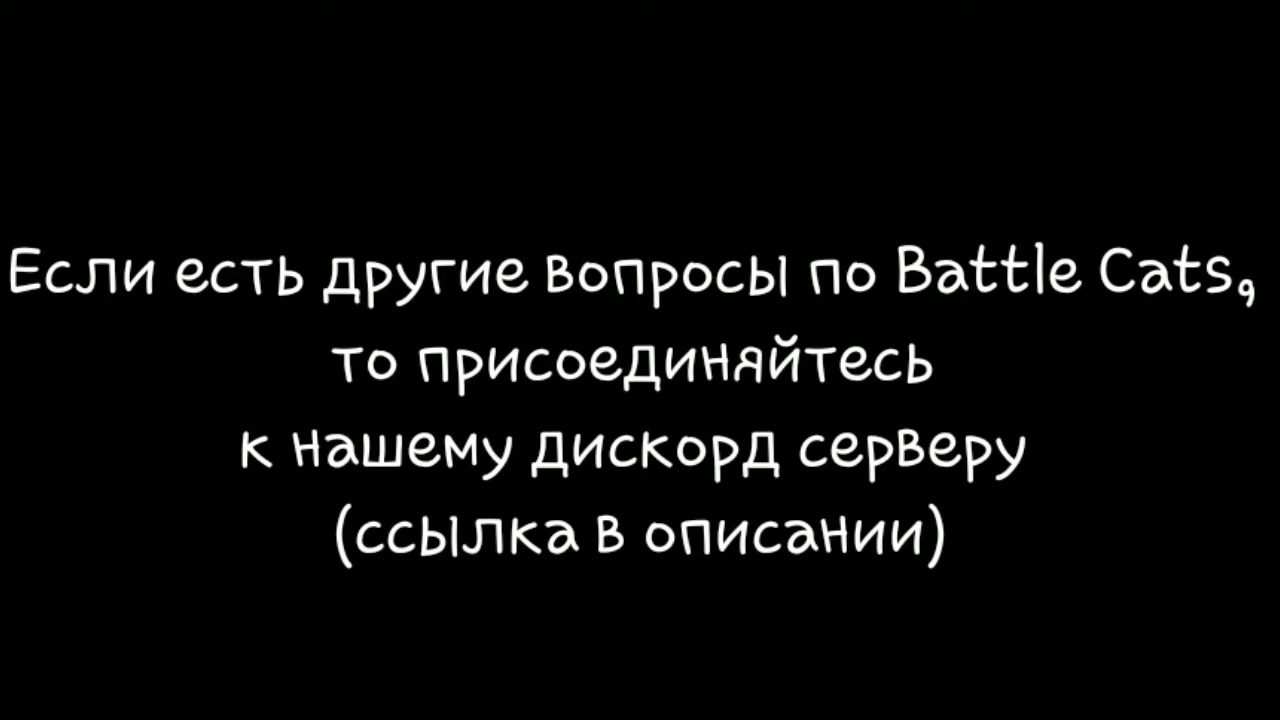 Если есть другие вопросы по Battle Cats,
то присоединяйтесь
к нашему дискорд серверу
(ссылка в описании)